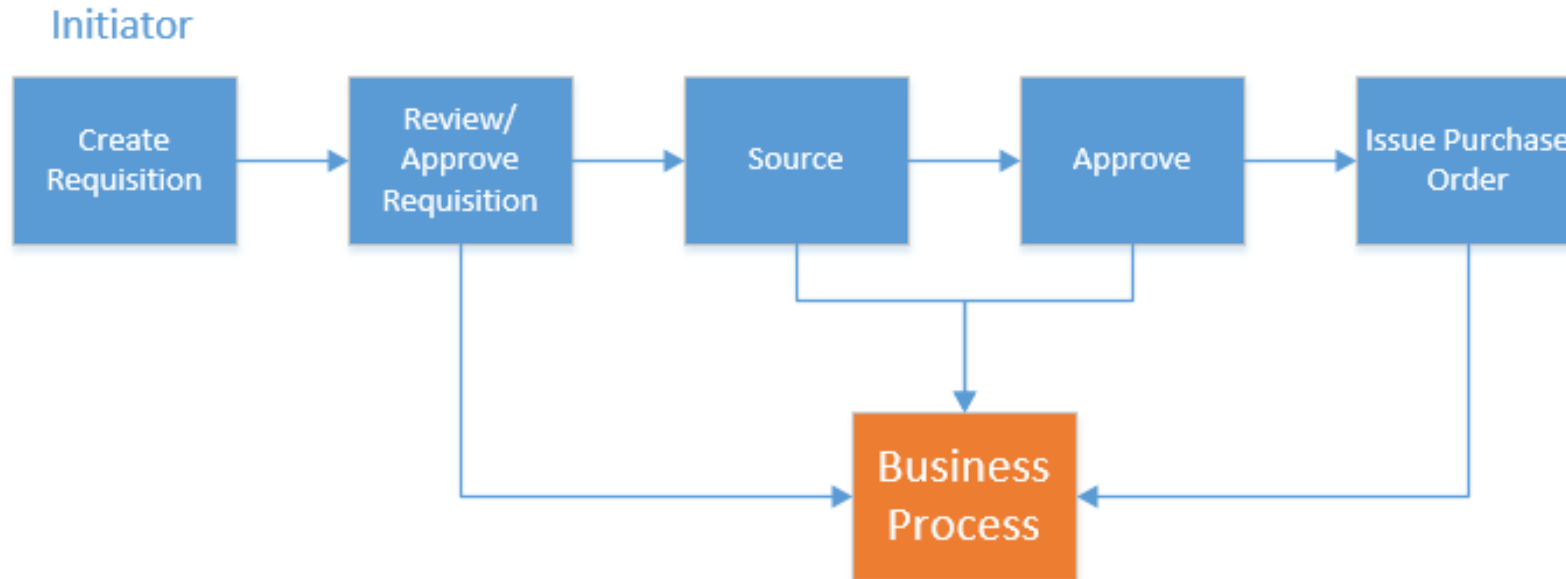 Initiator
Create
Requisition
Review/
Approve
Requisition
Source
Approve
Issue Purchase
Order
Business
Process